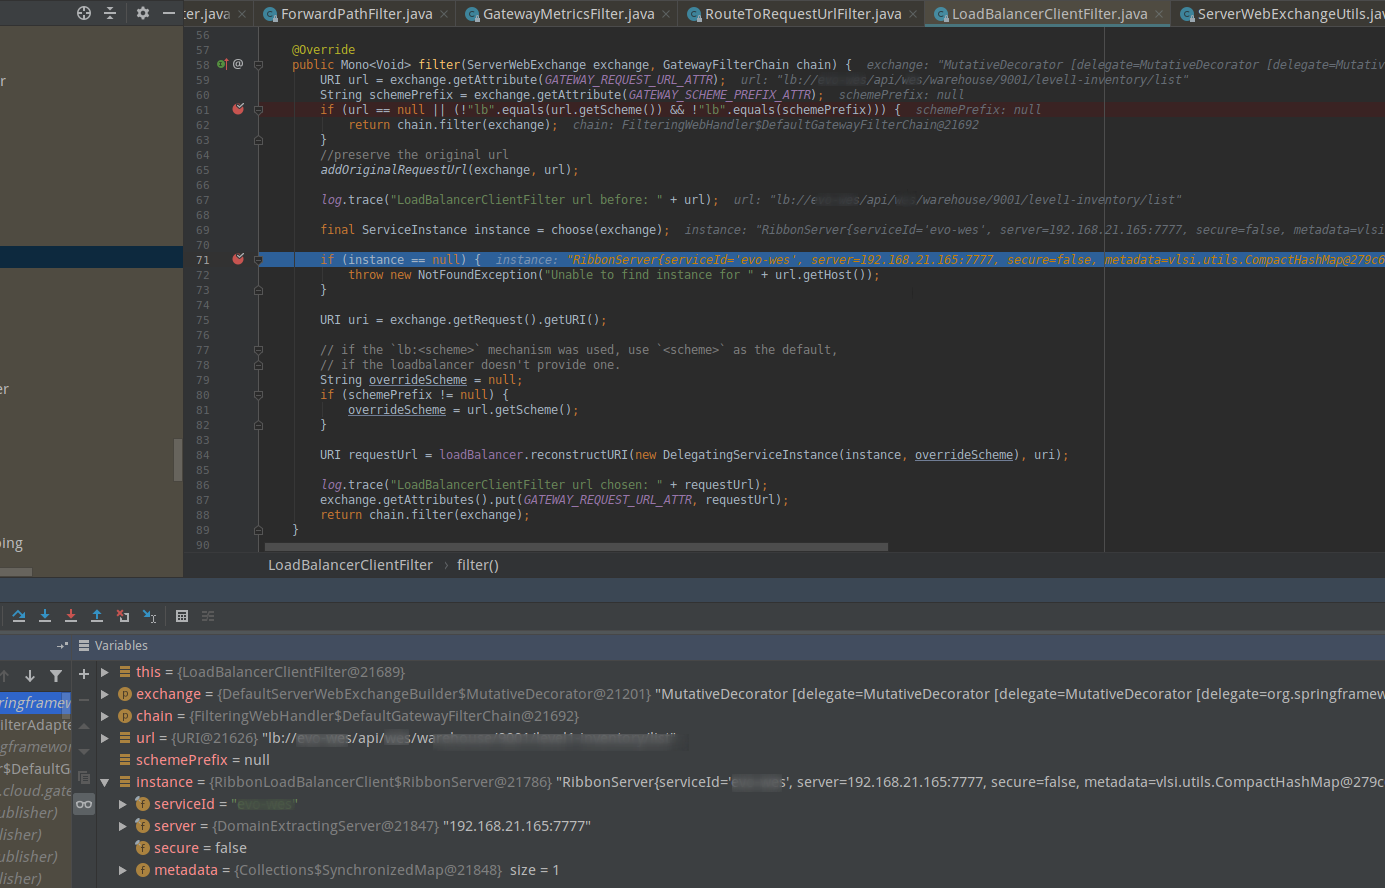 ter.java × ForwardPathFilter.java × GatewayMetricsFilter.java × RouteToRequestUrlFilter.java × LoadBalancerClientFilter.java × ServerWebExchangeUtils.jav
56
57 @Override
58 @ public Mono<Void> filter(ServerWebExchange exchange, GatewayFilterChain chain) { exchange: "MutativeDecorator [delegate=MutativeDecorator [delegate=Mutative
59 URI url = exchange.getAttribute(GATEWAY_REQUEST_URL_ATTR); url: "lb:// /api/ /warehouse/9001/level1-inventory/list"
60 String schemePrefix = exchange.getAttribute(GATEWAY_SCHEME_PREFIX_ATTR); schemePrefix: null
61 if (url == null || (!"lb".equals(url.getScheme()) && !"lb".equals(schemePrefix))) { schemePrefix: null
62 return chain.filter(exchange); chain: FilteringWebHandler$DefaultGatewayFilterChain@21692
63 }
64 //preserve the original url
65 addOriginalRequestUrl(exchange, url);
66
67 log.trace("LoadBalancerClientFilter url before: " + url); url: "lb:// /api/ /warehouse/9001/level1-inventory/list"
68
69 final ServiceInstance instance = choose(exchange); instance: "RibbonServer{serviceId='evo-wes', server=192.168.21.165:7777, secure=false, metadata=vlsi
70
71 if (instance == null) { instance: "RibbonServer{serviceId='evo-wes', server=192.168.21.165:7777, secure=false, metadata=vlsi.utils.CompactHashMap@279c6
72 throw new NotFoundException("Unable to find instance for " + url.getHost());
73 }
74
75 URI uri = exchange.getRequest().getURI();
76
77 // if the `lb:<scheme>` mechanism was used, use `<scheme>` as the default,
78 // if the loadbalancer doesn't provide one.
79 String overrideScheme = null;
80 if (schemePrefix != null) {
81 overrideScheme = url.getScheme();
82 }
83
84 URI requestUrl = loadBalancer.reconstructURI(new DelegatingServiceInstance(instance, overrideScheme), uri);
85
86 log.trace("LoadBalancerClientFilter url chosen: " + requestUrl);
87 exchange.getAttributes().put(GATEWAY_REQUEST_URL_ATTR, requestUrl);
88 return chain.filter(exchange);
89 }
90
r
er
ping
LoadBalancerClientFilter › filter()
Variables
this = {LoadBalancerClientFilter@21689}
ringframew exchange = {DefaultServerWebExchangeBuilder$MutativeDecorator@21201} "MutativeDecorator [delegate=MutativeDecorator [delegate=MutativeDecorator [delegate=org.springframew
ilterAdapte chain = {FilteringWebHandler$DefaultGatewayFilterChain@21692}
gframewor url = {URI@21626} "lb:// /api/
r$DefaultG schemePrefix = null
.cloud.gate instance = {RibbonLoadBalancerClient$RibbonServer@21786} "RibbonServer{serviceId=' ', server=192.168.21.165:7777, secure=false, metadata=vlsi.utils.CompactHashMap@279c
ublisher) serviceId =
lisher) server = {DomainExtractingServer@21847} "192.168.21.165:7777"
ublisher) secure = false
lisher) metadata = {Collections$SynchronizedMap@21848} size = 1